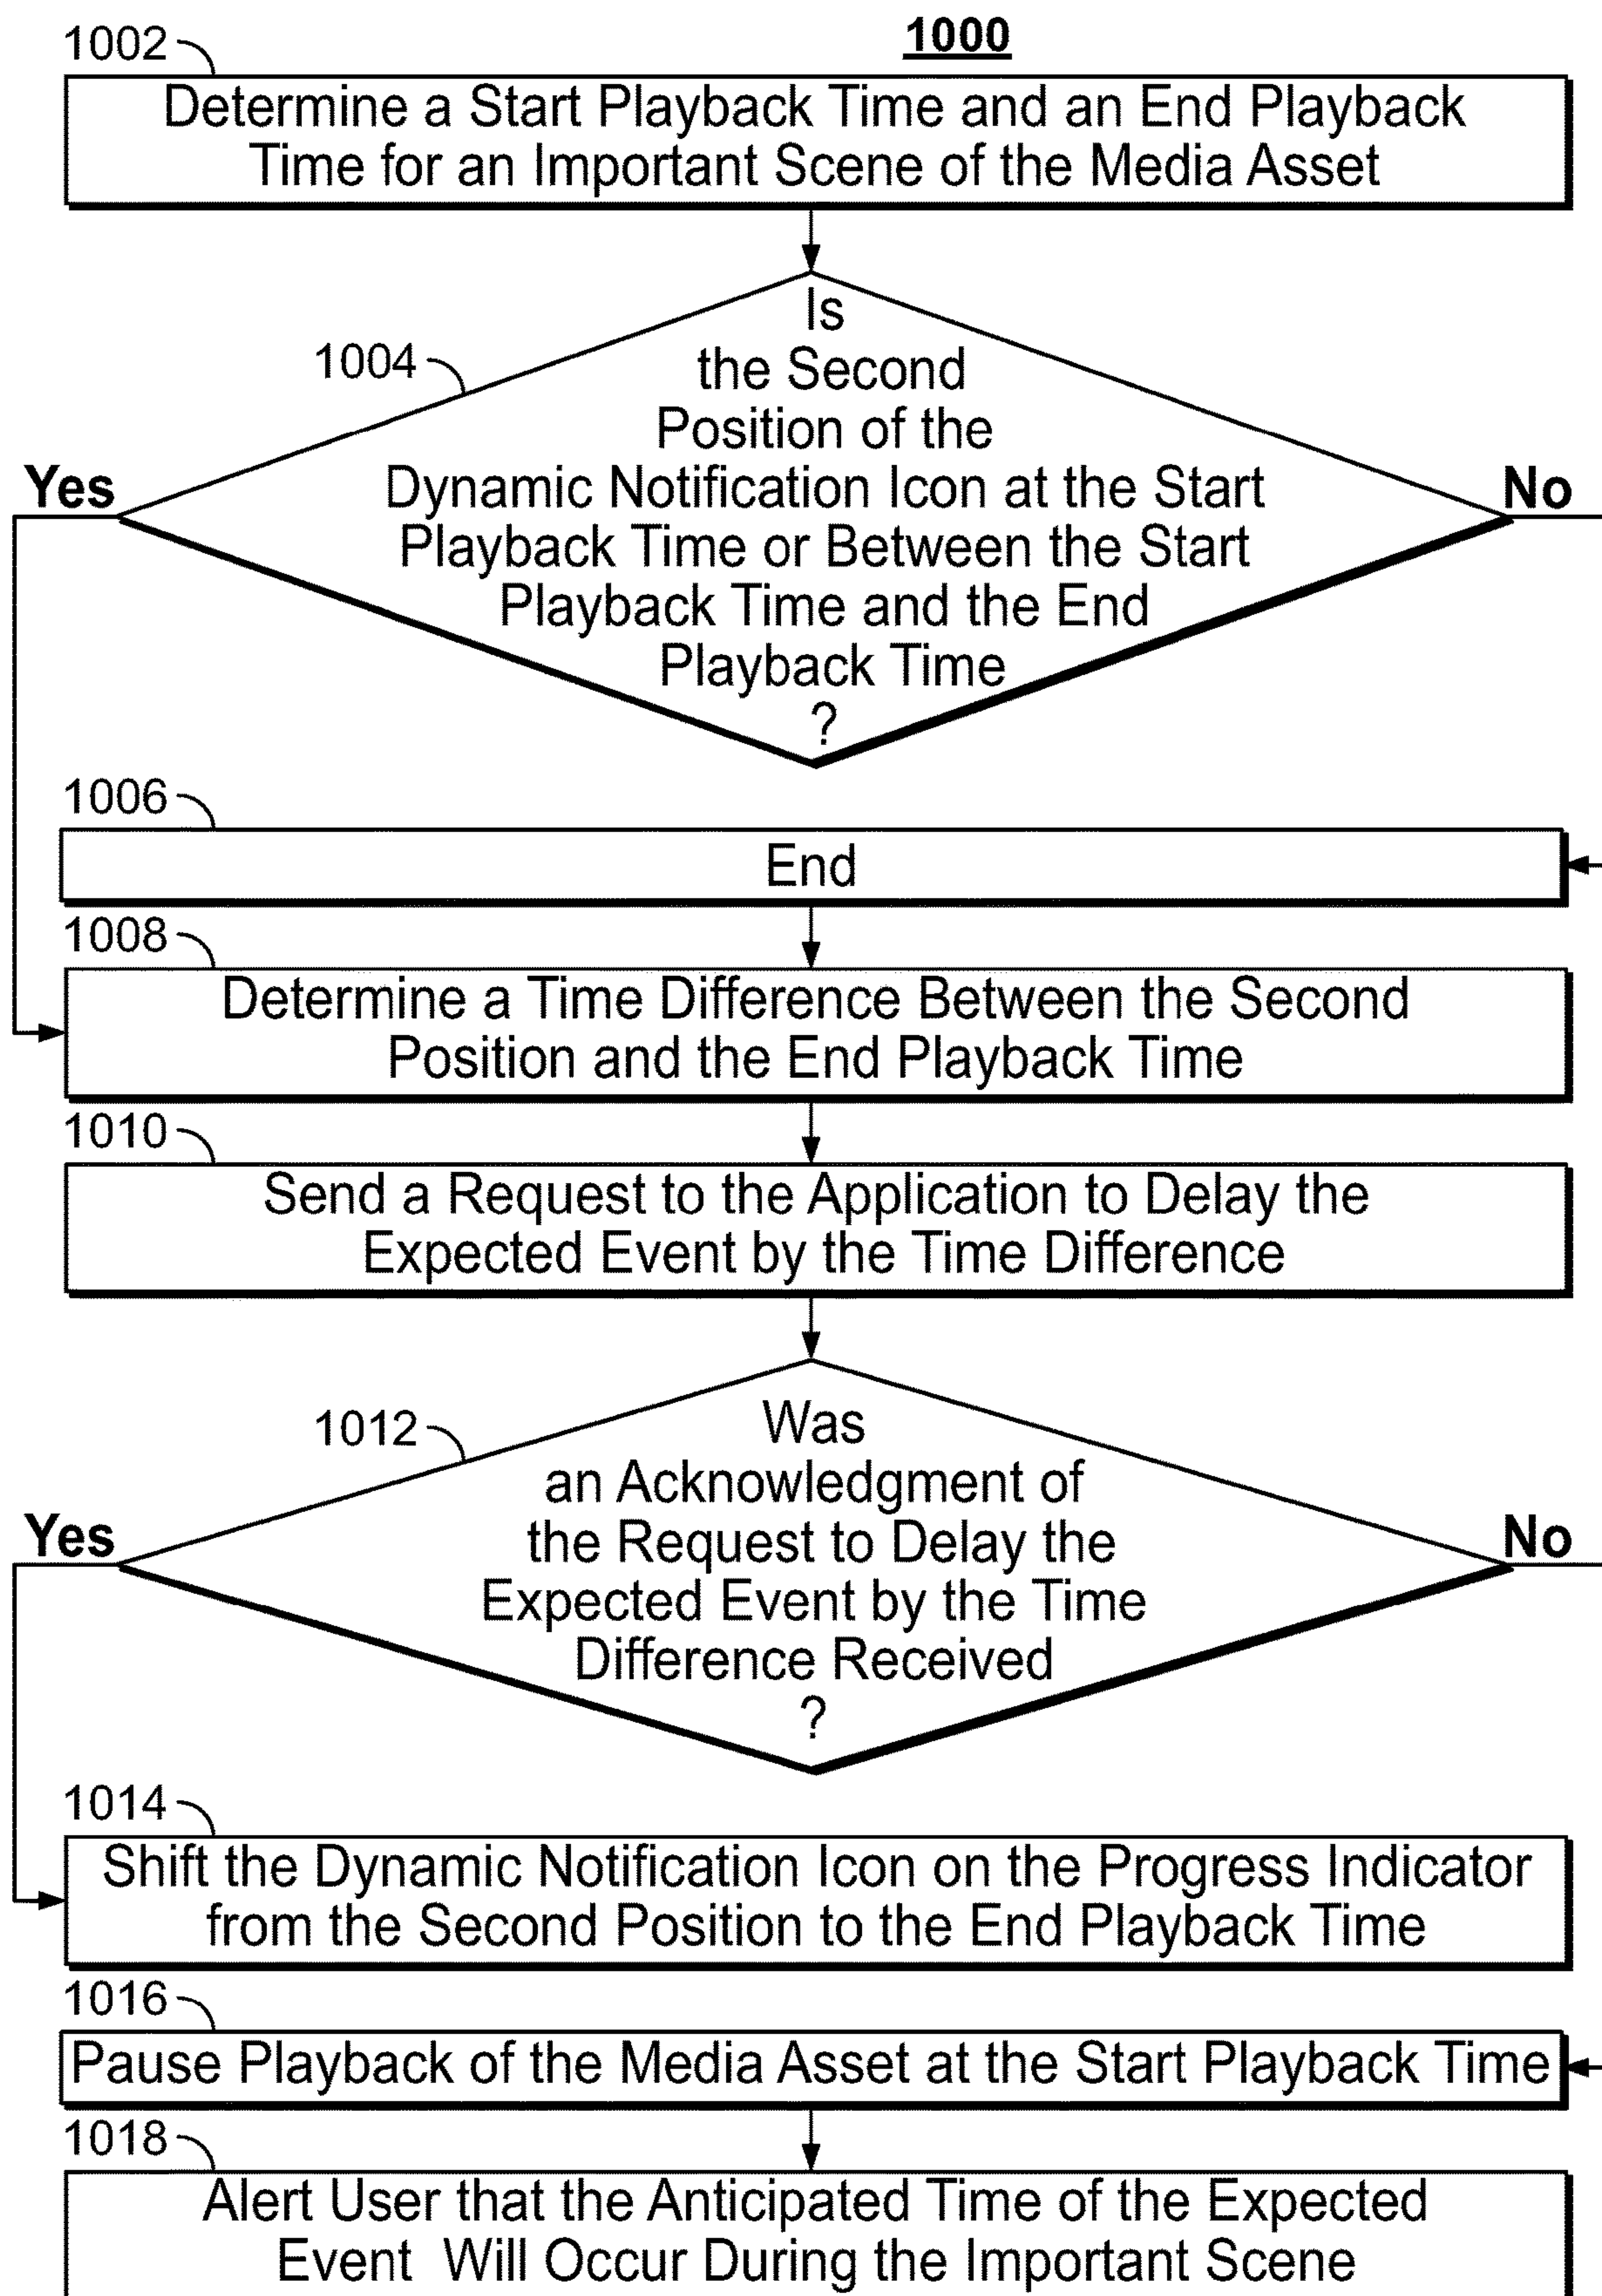 1000
1002
Determine a Start Playback Time and an End Playback
Time for an Important Scene of the Media Asset
1004
Is
the Second
Position of the
Dynamic Notification Icon at the Start
Playback Time or Between the Start
Playback Time and the End
Playback Time
?
Yes
No
1006
End
1008
Determine a Time Difference Between the Second
Position and the End Playback Time
1010
Send a Request to the Application to Delay the
Expected Event by the Time Difference
1012
Was
an Acknowledgment of
the Request to Delay the
Expected Event by the Time
Difference Received
?
Yes
No
1014
Shift the Dynamic Notification Icon on the Progress Indicator
from the Second Position to the End Playback Time
1016
Pause Playback of the Media Asset at the Start Playback Time
1018
Alert User that the Anticipated Time of the Expected
Event Will Occur During the Important Scene